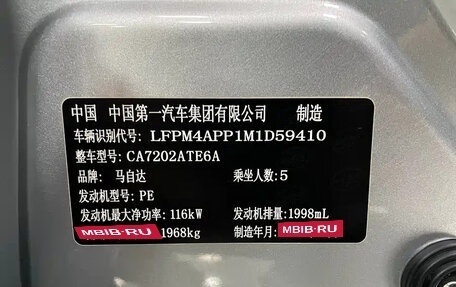 中国 中国第一汽车集团有限公司 制造
车辆识别代号: LFPM4APP1M1D59410
整车型号: CA7202ATE6A
品牌: 马自达 乘坐人数: 5
发动机型号: PE
发动机最大净功率: 116kW 发动机排量: 1998mL
MBIB-RU 1968kg 制造年月: MBIB-RU